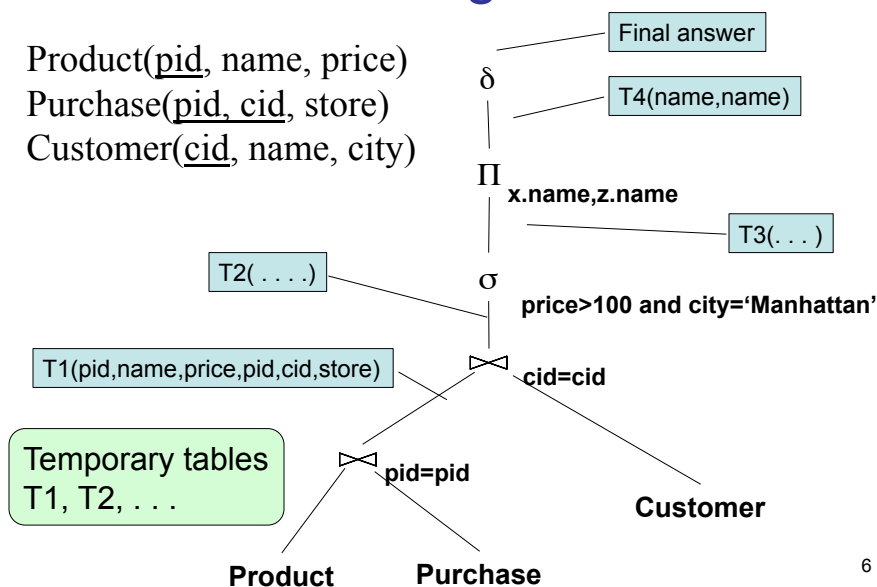 Final answer
Product(pid, name, price)
Purchase(pid, cid, store)
Customer(cid, name, city)
δ
T4(name,name)
Π
x.name,z.name
T3(. . . )
T2( . . . .)
σ
price>100 and city=‘Manhattan’
T1(pid,name,price,pid,cid,store)
cid=cid
Temporary tables
T1, T2, . . .
pid=pid
Customer
Product
Purchase
6